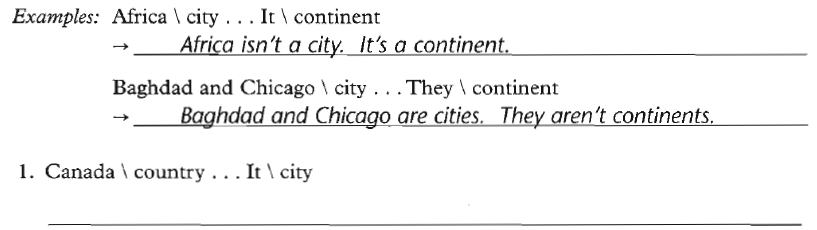 Examples: Africa \ city . . . It \ continent
→ Africa isn't a city. It's a continent.
Baghdad and Chicago \ city . . . They \ continent
→ Baghdad and Chicago are cities. They aren't continents.
1. Canada \ country . . . It \ city